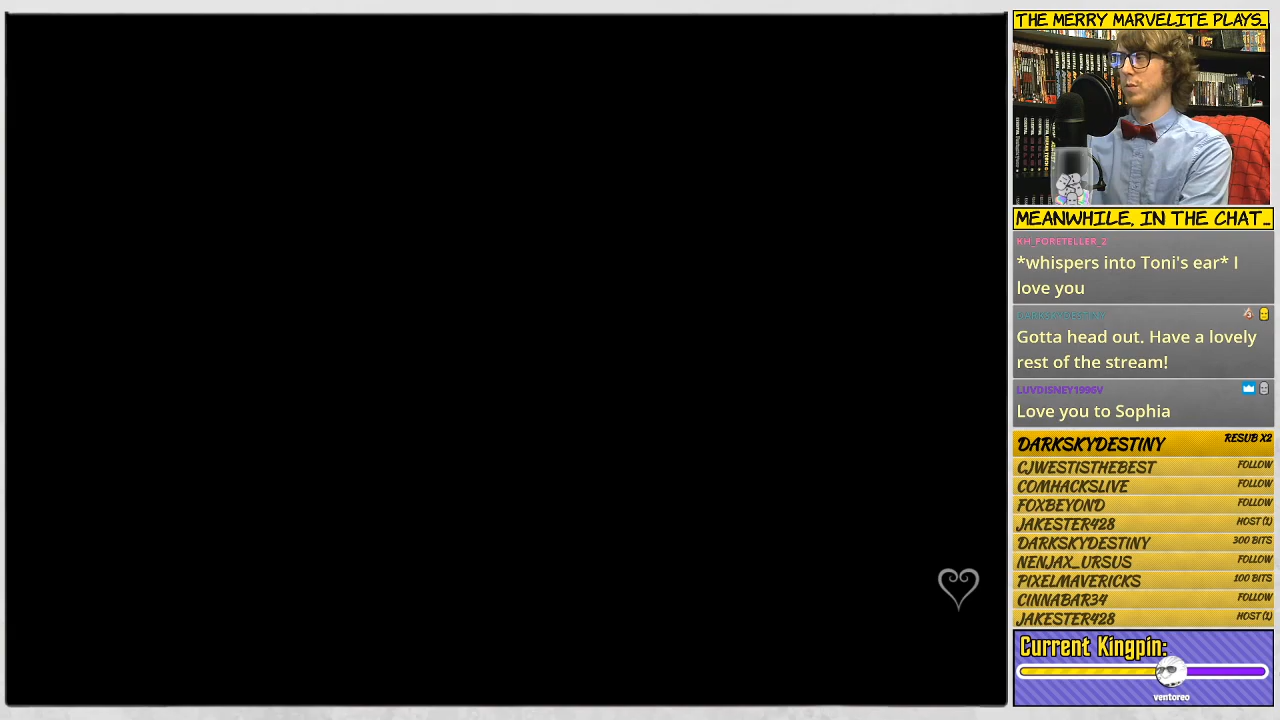 THE MERRY MARVELITE PLAYS...
MEANWHILE, IN THE CHAT...
KH_FORETELLER_2
*whispers into Toni's ear* I
love you
DARKSKYDESTINY
Gotta head out. Have a lovely
rest of the stream!
LUVDISNEY1996V
Love you to Sophia
DARKSKYDESTINY RESUB X2
CJWESTISTHEBEST FOLLOW
COMHACKSLIVE FOLLOW
FOXBEYOND FOLLOW
JAKESTER428 HOST (1)
DARKSKYDESTINY 300 BITS
NENJAX_URSUS FOLLOW
PIXELMAVERICKS 100 BITS
CINNABAR34 FOLLOW
JAKESTER428 HOST (1)
Current Kingpin:
ventoreo